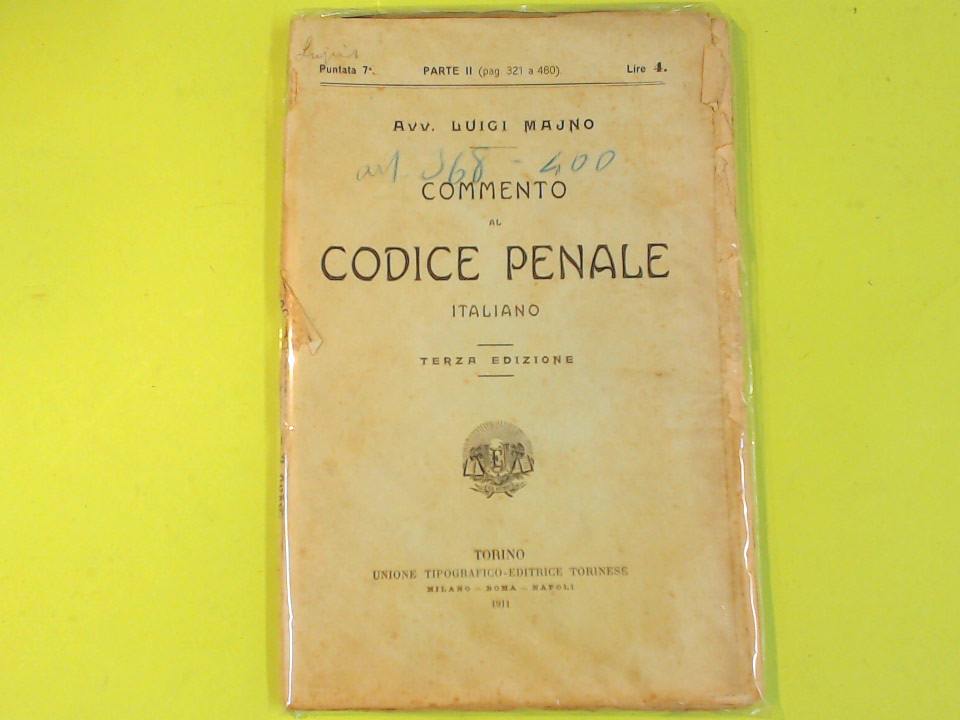 Puntata 7ª. PARTE II (pag 321 a 480) Lire 4.
AVV. LUIGI MAJNO
art 368 - 400
COMMENTO
AL
CODICE PENALE
ITALIANO
TERZA EDIZIONE
TORINO
UNIONE TIPOGRAFICO-EDITRICE TORINESE
MILANO - ROMA - NAPOLI
1911